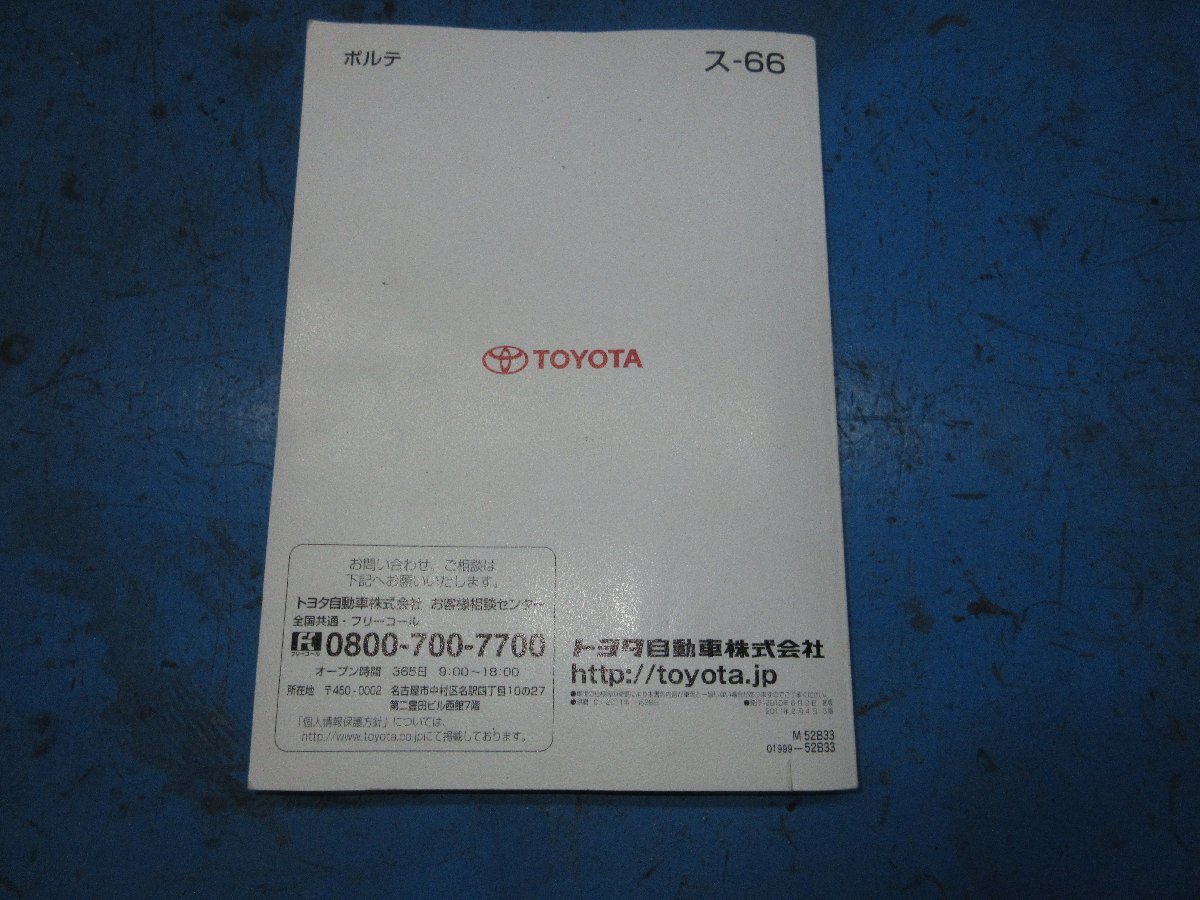 ポルテ
ス-66
TOYOTA
お問い合わせ、ご相談は
下記へお願いいたします。
トヨタ自動車株式会社 お客様相談センター
全国共通・フリーコール
フリーコール 0800-700-7700
オープン時間 365日 9:00〜18:00
所在地 〒450-0002 名古屋市中村区名駅四丁目10の27
第二豊田ビル西館7階
「個人情報保護方針」については、
http://www.toyota.co.jpにて掲載しております。
トヨタ自動車株式会社
http://toyota.jp
M 52B33
01999-52B33